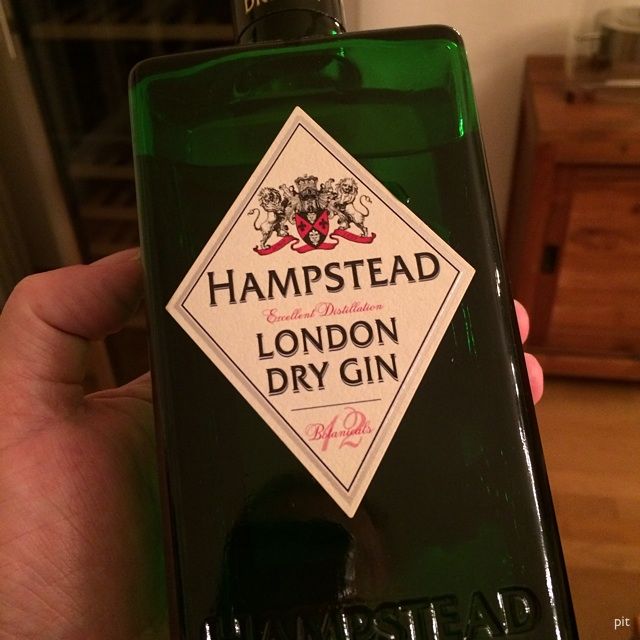 HAMPSTEAD
Excellent Distillation
LONDON
DRY GIN
12
Botanicals
HAMPSTEAD
pit